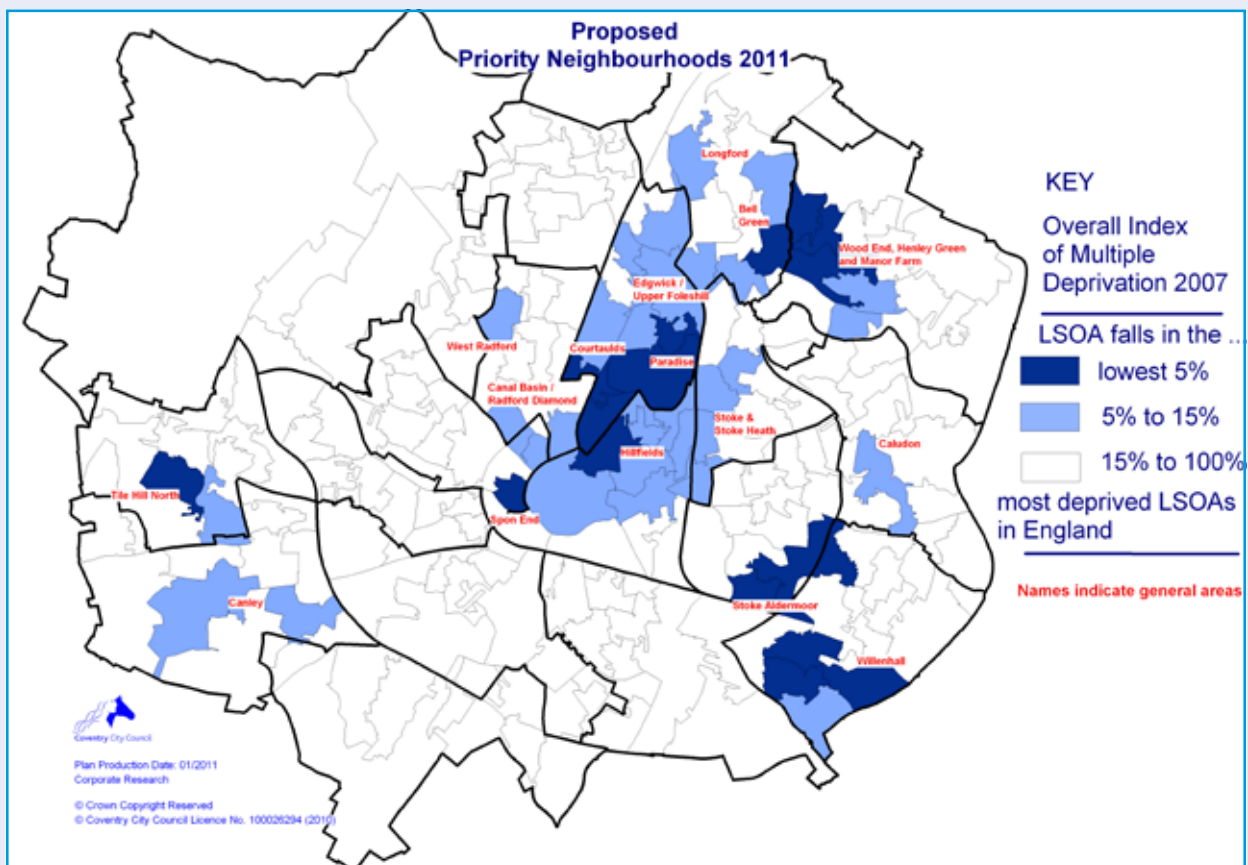 Proposed
Priority Neighbourhoods 2011
Longford
Bell
Green
Wood End, Henley Green
and Manor Farm
Edgwick /
Upper Foleshill
West Radford
Courtaulds
Paradise
Canal Basin /
Radford Diamond
Stoke &
Stoke Heath
Hillfields
Caludon
Tile Hill North
Spon End
Canley
Stoke Aldermoor
Willenhall
KEY
Overall Index
of Multiple
Deprivation 2007
LSOA falls in the ...
lowest 5%
5% to 15%
15% to 100%
most deprived LSOAs
in England
Names indicate general areas
Coventry City Council
Plan Production Date: 01/2011
Corporate Research
© Crown Copyright Reserved
© Coventry City Council Licence No. 100026294 (2010)